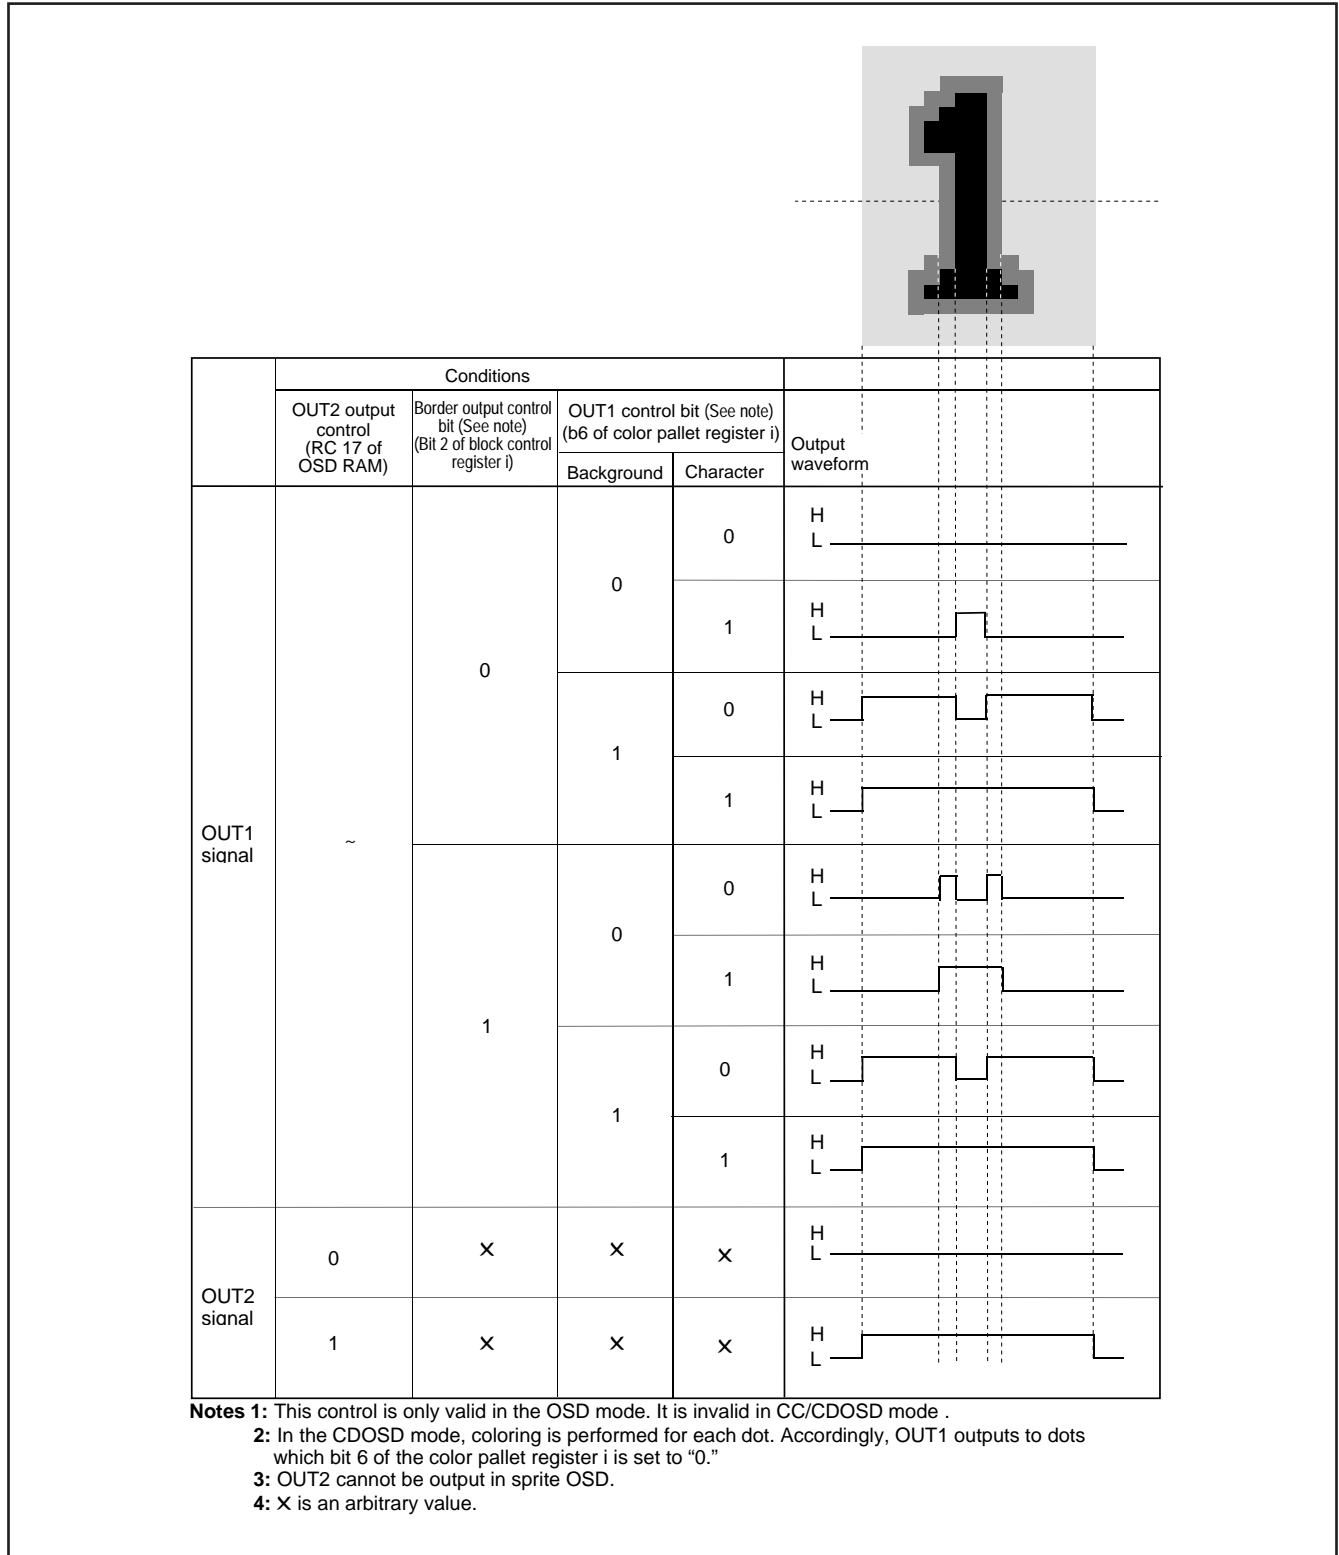 Conditions
OUT2 output control (RC 17 of OSD RAM)
Border output control bit (See note) (Bit 2 of block control register i)
OUT1 control bit (See note) (b6 of color pallet register i)
Output waveform
Background
Character
OUT1 signal
~
0
0
0
H
L
1
H
L
1
0
H
L
1
H
L
1
0
0
H
L
1
H
L
1
0
H
L
1
H
L
OUT2 signal
0
X
X
X
H
L
1
X
X
X
H
L
Notes 1: This control is only valid in the OSD mode. It is invalid in CC/CDOSD mode .
2: In the CDOSD mode, coloring is performed for each dot. Accordingly, OUT1 outputs to dots
which bit 6 of the color pallet register i is set to “0.”
3: OUT2 cannot be output in sprite OSD.
4: X is an arbitrary value.